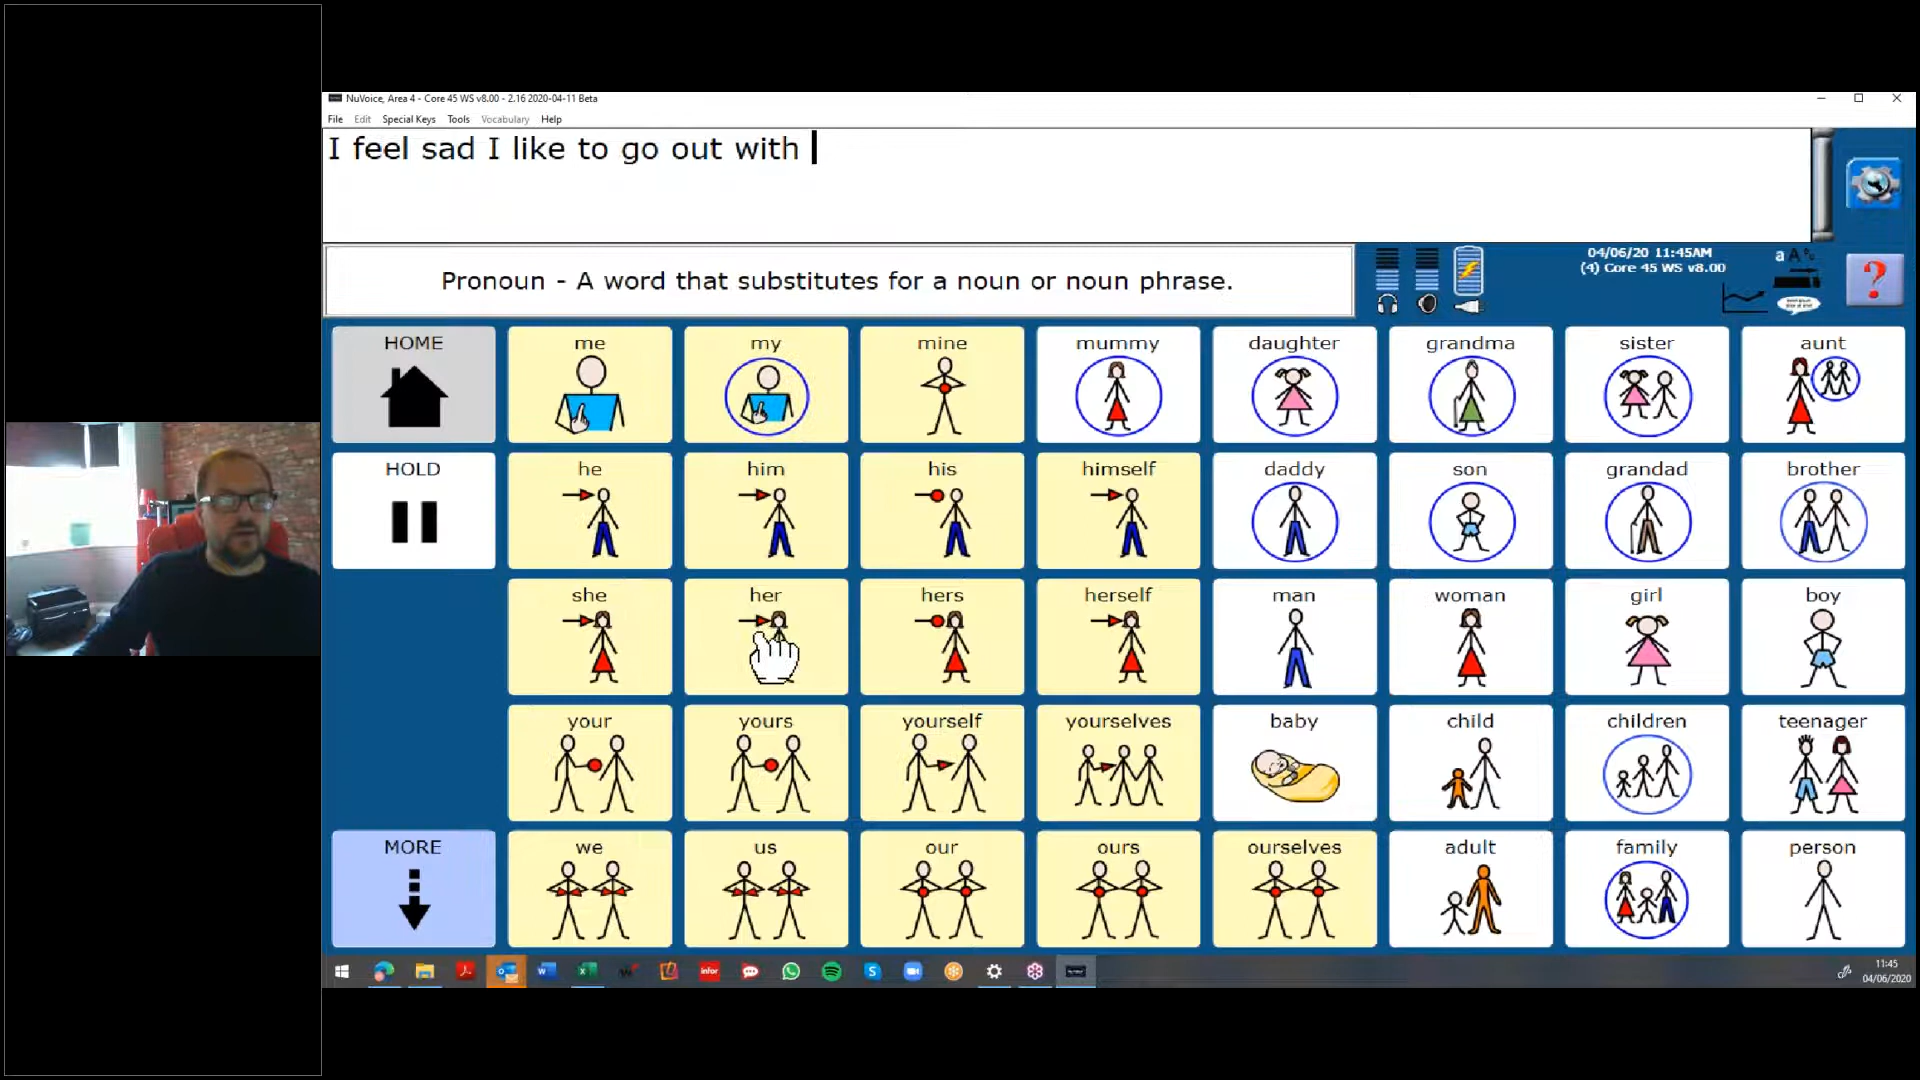 NuVoice, Area 4 - Core 45 WS v8.00 - 2.16 2020-04-11 Beta
File Edit Special Keys Tools Vocabulary Help
I feel sad I like to go out with
Pronoun - A word that substitutes for a noun or noun phrase.
04/06/20 11:45AM
(4) Core 45 WS v8.00
HOME me my mine mummy daughter grandma sister aunt
HOLD he him his himself daddy son grandad brother
she her hers herself man woman girl boy
your yours yourself yourselves baby child children teenager
MORE we us our ours ourselves adult family person
infor
11:45
04/06/2020